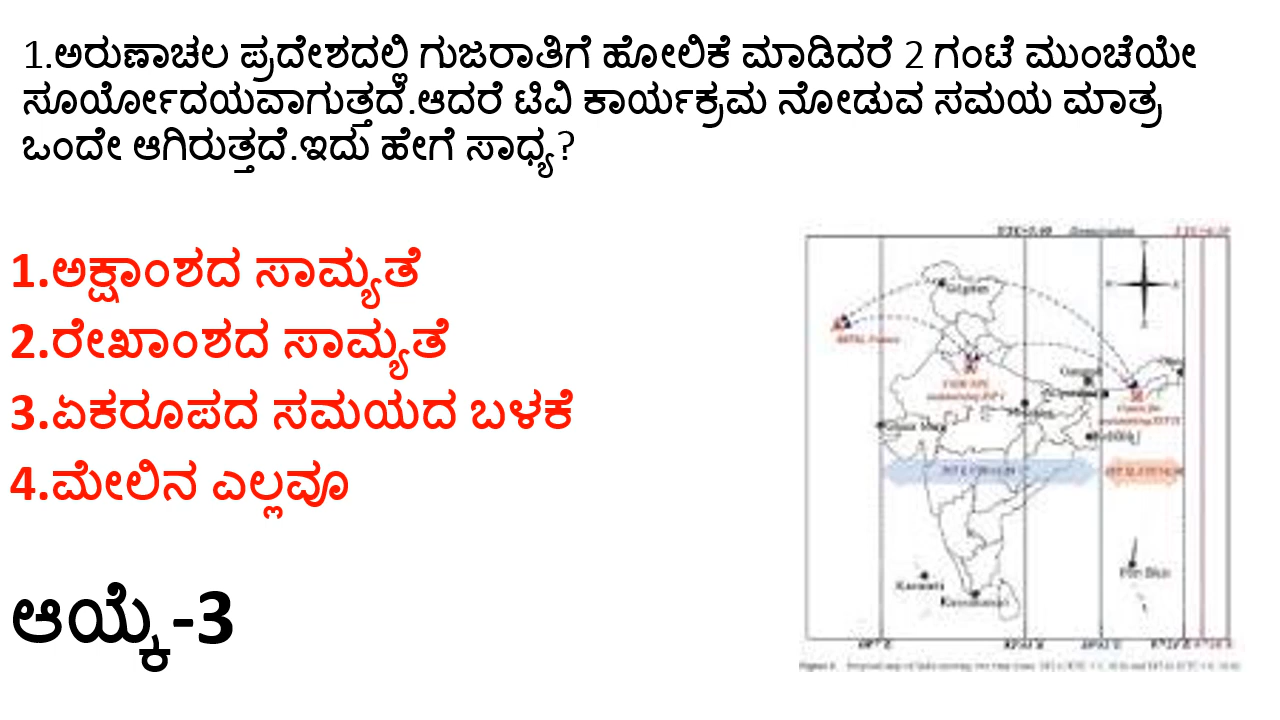 1.ಅರುಣಾಚಲ ಪ್ರದೇಶದಲ್ಲಿ ಗುಜರಾತಿಗೆ ಹೋಲಿಕೆ ಮಾಡಿದರೆ 2 ಗಂಟೆ ಮುಂಚೆಯೇ
ಸೂರ್ಯೋದಯವಾಗುತ್ತದೆ.ಆದರೆ ಟಿವಿ ಕಾರ್ಯಕ್ರಮ ನೋಡುವ ಸಮಯ ಮಾತ್ರ
ಒಂದೇ ಆಗಿರುತ್ತದೆ.ಇದು ಹೇಗೆ ಸಾಧ್ಯ?
1.ಅಕ್ಷಾಂಶದ ಸಾಮ್ಯತೆ
2.ರೇಖಾಂಶದ ಸಾಮ್ಯತೆ
3.ಏಕರೂಪದ ಸಮಯದ ಬಳಕೆ
4.ಮೇಲಿನ ಎಲ್ಲವೂ
ಆಯ್ಕೆ-3